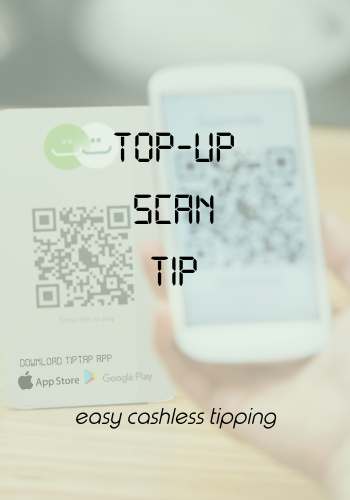 TOP-UP
SCAN
TIP
DOWNLOAD TIPTAP APP
App Store Google Play
easy cashless tipping